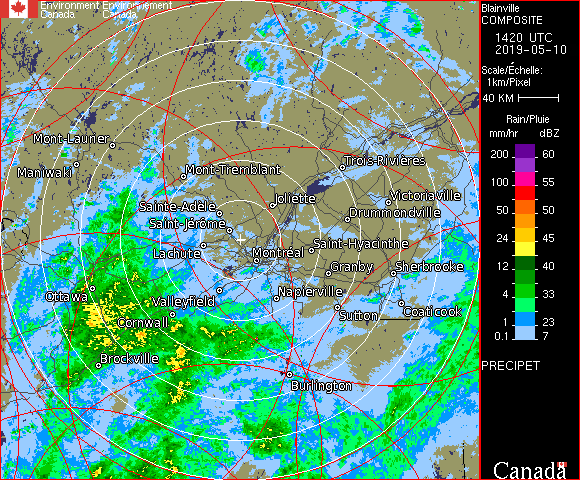 Environment Environnement
Canada Canada
Blainville
COMPOSITE
1420 UTC
2019-05-10
Scale/Échelle:
1km/Pixel
40 KM
Rain/Pluie
mm/hr dBZ
200 60
100 55
50 50
24 45
12 40
4 33
1 23
0.1 7
PRECIPET
Canada
Mont-Laurier
Maniwaki
Mont-Tremblant
Trois-Rivières
Sainte-Adèle
Joliette
Victoriaville
Saint-Jérôme
Drummondville
Lachute
Montréal
Saint-Hyacinthe
Granby
Sherbrooke
Ottawa
Valleyfield
Napierville
Cornwall
Sutton
Coaticook
Brockville
Burlington